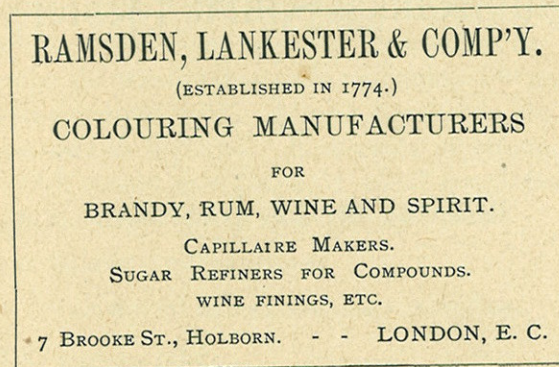 RAMSDEN, LANKESTER & COMP'Y.
(ESTABLISHED IN 1774.)
COLOURING MANUFACTURERS
FOR
BRANDY, RUM, WINE AND SPIRIT.
CAPILLAIRE MAKERS.
SUGAR REFINERS FOR COMPOUNDS.
WINE FININGS, ETC.
7 BROOKE ST., HOLBORN. - - LONDON, E. C.